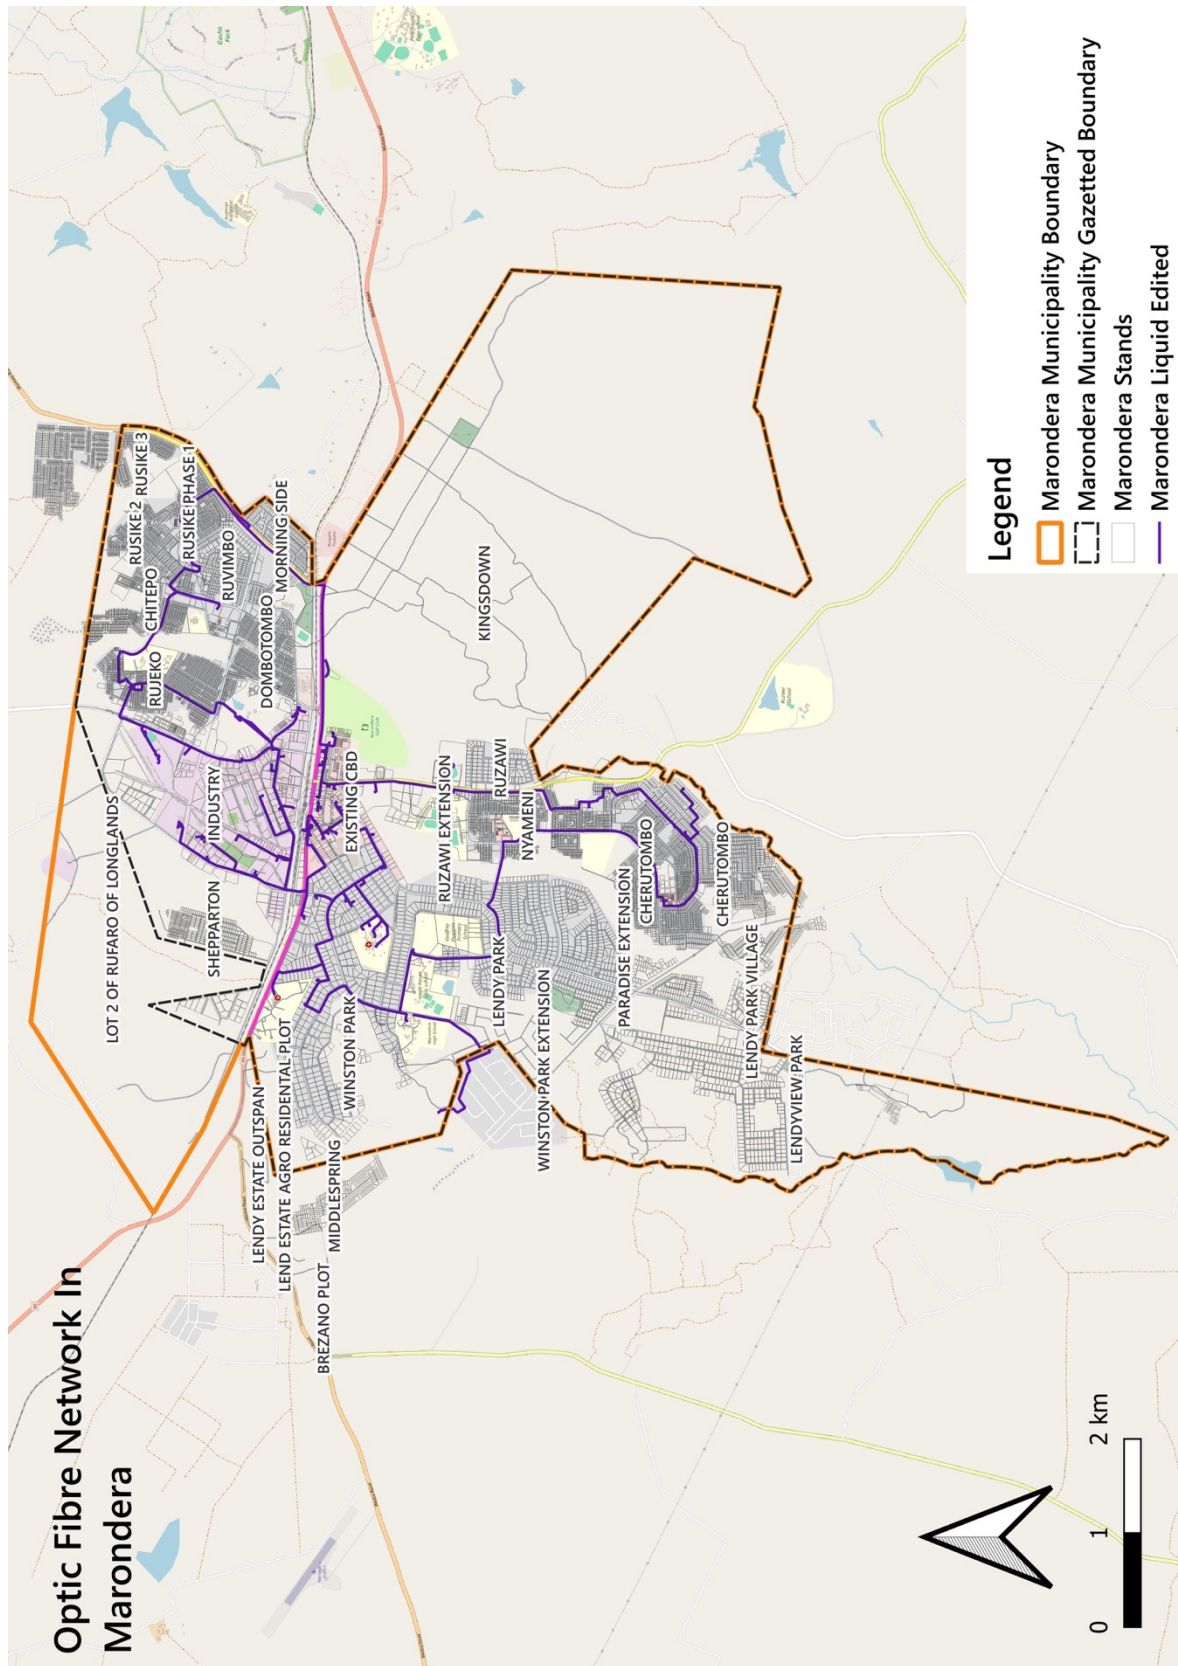 Optic Fibre Network In
Marondera
Gosho
Park
RUSIKE 2
RUSIKE 3
CHITEPO
RUSIKE PHASE 1
RUJEKO
RUVIMBO
LOT 2 OF RUFARO OF LONGLANDS
DOMBOTOMBO
MORNING SIDE
INDUSTRY
SHEPPARTON
EXISTING CBD
LENDY ESTATE OUTSPAN
LEND ESTATE AGRO RESIDENTAL PLOT
BREZANO PLOT
MIDDLESPRING
WINSTON PARK
RUZAWI EXTENSION
KINGSDOWN
RUZAWI
NYAMENI
LENDY PARK
WINSTON PARK EXTENSION
PARADISE EXTENSION
CHERUTOMBO
CHERUTOMBO
LENDY PARK VILLAGE
LENDYVIEW PARK
0 1 2 km
Legend
Marondera Municipality Boundary
Marondera Municipality Gazetted Boundary
Marondera Stands
Marondera Liquid Edited